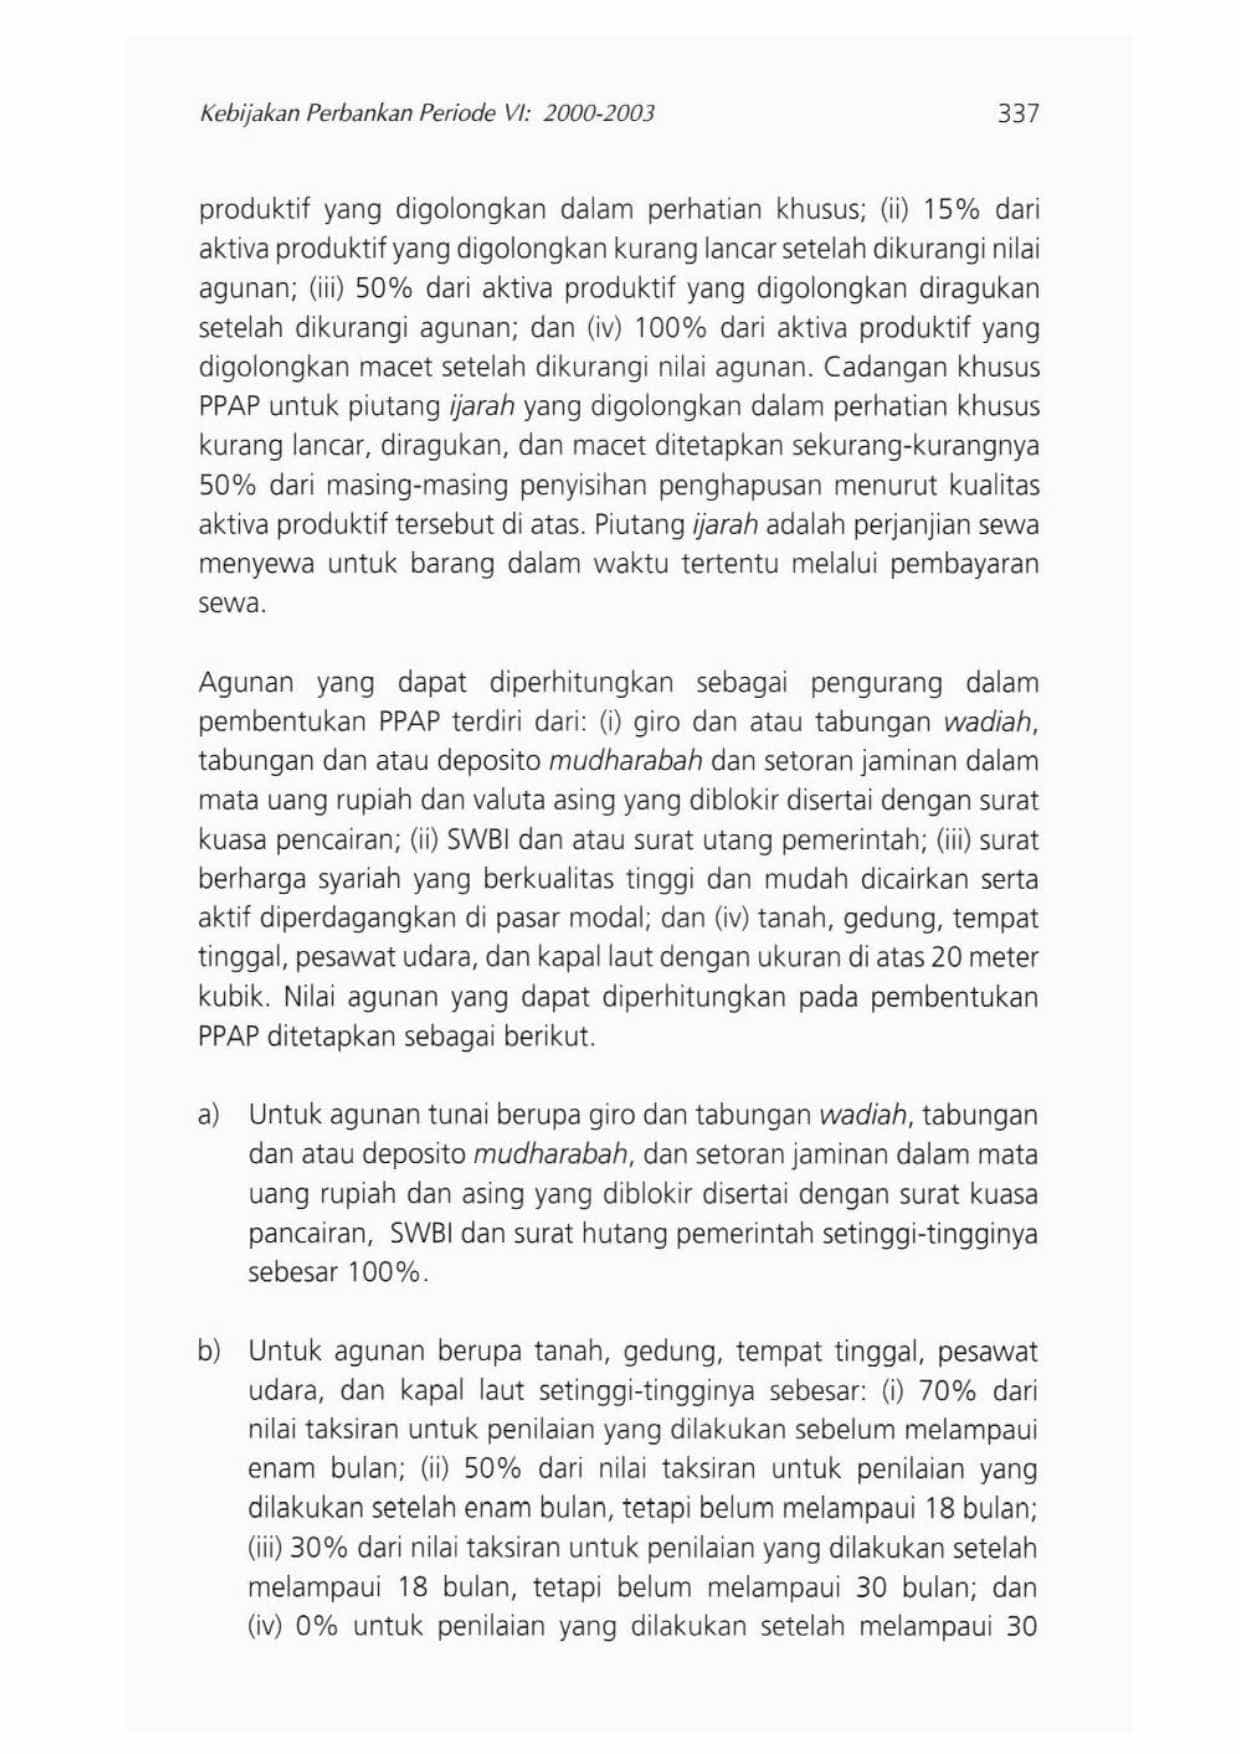 Kebijakan Perbankan Periode VI: 2000-2003 337
produktif yang digolongkan dalam perhatian khusus; (ii) 15% dari
aktiva produktif yang digolongkan kurang lancar setelah dikurangi nilai
agunan; (iii) 50% dari aktiva produktif yang digolongkan diragukan
setelah dikurangi agunan; dan (iv) 100% dari aktiva produktif yang
digolongkan macet setelah dikurangi nilai agunan. Cadangan khusus
PPAP untuk piutang ijarah yang digolongkan dalam perhatian khusus
kurang lancar, diragukan, dan macet ditetapkan sekurang-kurangnya
50% dari masing-masing penyisihan penghapusan menurut kualitas
aktiva produktif tersebut di atas. Piutang ijarah adalah perjanjian sewa
menyewa untuk barang dalam waktu tertentu melalui pembayaran
sewa.
Agunan yang dapat diperhitungkan sebagai pengurang dalam
pembentukan PPAP terdiri dari: (i) giro dan atau tabungan wadiah,
tabungan dan atau deposito mudharabah dan setoran jaminan dalam
mata uang rupiah dan valuta asing yang diblokir disertai dengan surat
kuasa pencairan; (ii) SWBI dan atau surat utang pemerintah; (iii) surat
berharga syariah yang berkualitas tinggi dan mudah dicairkan serta
aktif diperdagangkan di pasar modal; dan (iv) tanah, gedung, tempat
tinggal, pesawat udara, dan kapal laut dengan ukuran di atas 20 meter
kubik. Nilai agunan yang dapat diperhitungkan pada pembentukan
PPAP ditetapkan sebagai berikut.
a) Untuk agunan tunai berupa giro dan tabungan wadiah, tabungan
dan atau deposito mudharabah, dan setoran jaminan dalam mata
uang rupiah dan asing yang diblokir disertai dengan surat kuasa
pancairan, SWBI dan surat hutang pemerintah setinggi-tingginya
sebesar 100%.
b) Untuk agunan berupa tanah, gedung, tempat tinggal, pesawat
udara, dan kapal laut setinggi-tingginya sebesar: (i) 70% dari
nilai taksiran untuk penilaian yang dilakukan sebelum melampaui
enam bulan; (ii) 50% dari nilai taksiran untuk penilaian yang
dilakukan setelah enam bulan, tetapi belum melampaui 18 bulan;
(iii) 30% dari nilai taksiran untuk penilaian yang dilakukan setelah
melampaui 18 bulan, tetapi belum melampaui 30 bulan; dan
(iv) 0% untuk penilaian yang dilakukan setelah melampaui 30